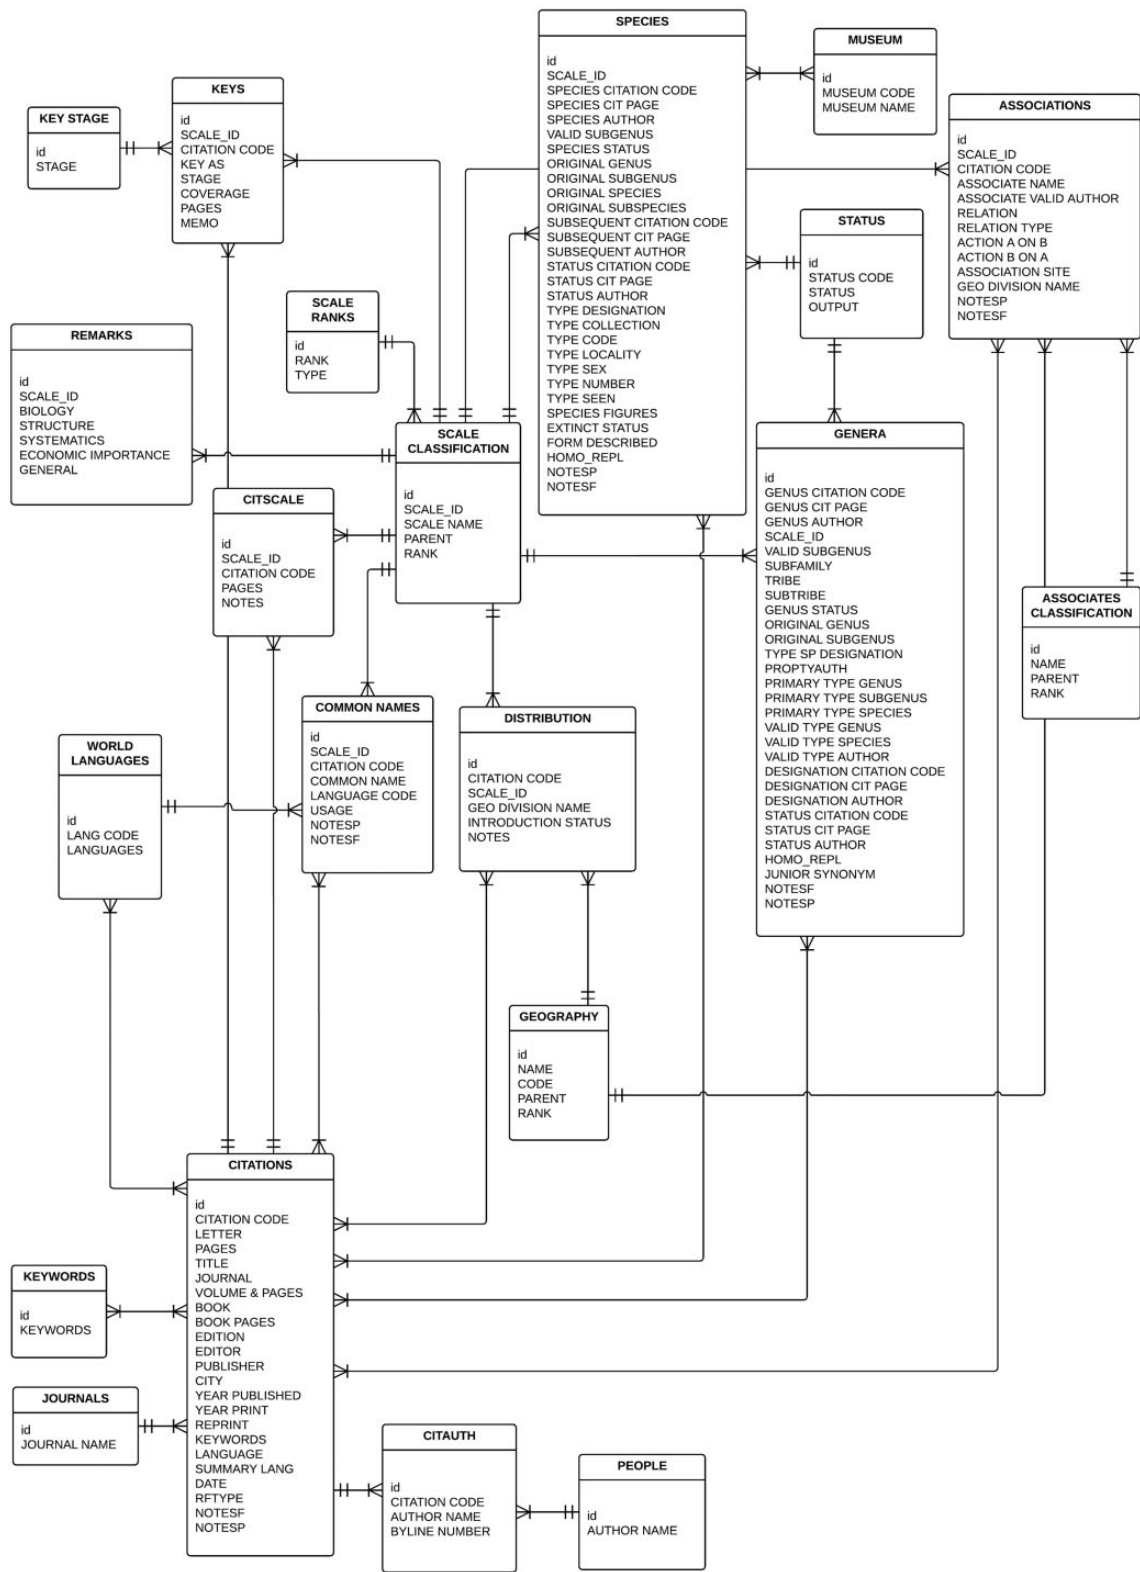 SPECIES
id
SCALE_ID
SPECIES CITATION CODE
SPECIES CIT PAGE
SPECIES AUTHOR
VALID SUBGENUS
SPECIES STATUS
ORIGINAL GENUS
ORIGINAL SUBGENUS
ORIGINAL SPECIES
ORIGINAL SUBSPECIES
SUBSEQUENT CITATION CODE
SUBSEQUENT CIT PAGE
SUBSEQUENT AUTHOR
STATUS CITATION CODE
STATUS CIT PAGE
STATUS AUTHOR
TYPE DESIGNATION
TYPE COLLECTION
TYPE CODE
TYPE LOCALITY
TYPE SEX
TYPE NUMBER
TYPE SEEN
SPECIES FIGURES
EXTINCT STATUS
FORM DESCRIBED
HOMO_REPL
NOTESP
NOTESF
MUSEUM
id
MUSEUM CODE
MUSEUM NAME
KEYS
id
SCALE_ID
CITATION CODE
KEY AS
STAGE
COVERAGE
PAGES
MEMO
KEY STAGE
id
STAGE
ASSOCIATIONS
id
SCALE_ID
CITATION CODE
ASSOCIATE NAME
ASSOCIATE VALID AUTHOR
RELATION
RELATION TYPE
ACTION A ON B
ACTION B ON A
ASSOCIATION SITE
GEO DIVISION NAME
NOTESP
NOTESF
STATUS
id
STATUS CODE
STATUS
OUTPUT
SCALE
RANKS
id
RANK
TYPE
REMARKS
id
SCALE_ID
BIOLOGY
STRUCTURE
SYSTEMATICS
ECONOMIC IMPORTANCE
GENERAL
SCALE
CLASSIFICATION
id
SCALE_ID
SCALE NAME
PARENT
RANK
GENERA
id
GENUS CITATION CODE
GENUS CIT PAGE
GENUS AUTHOR
SCALE_ID
VALID SUBGENUS
SUBFAMILY
TRIBE
SUBTRIBE
GENUS STATUS
ORIGINAL GENUS
ORIGINAL SUBGENUS
TYPE SP DESIGNATION
PROPTYAUTH
PRIMARY TYPE GENUS
PRIMARY TYPE SUBGENUS
PRIMARY TYPE SPECIES
VALID TYPE GENUS
VALID TYPE SPECIES
VALID TYPE AUTHOR
DESIGNATION CITATION CODE
DESIGNATION CIT PAGE
DESIGNATION AUTHOR
STATUS CITATION CODE
STATUS CIT PAGE
STATUS AUTHOR
HOMO_REPL
JUNIOR SYNONYM
NOTESF
NOTESP
CITSCALE
id
SCALE_ID
CITATION CODE
PAGES
NOTES
ASSOCIATES
CLASSIFICATION
id
NAME
PARENT
RANK
COMMON NAMES
id
SCALE_ID
CITATION CODE
COMMON NAME
LANGUAGE CODE
USAGE
NOTESP
NOTESF
DISTRIBUTION
id
CITATION CODE
SCALE_ID
GEO DIVISION NAME
INTRODUCTION STATUS
NOTES
WORLD
LANGUAGES
id
LANG CODE
LANGUAGES
GEOGRAPHY
id
NAME
CODE
PARENT
RANK
CITATIONS
id
CITATION CODE
LETTER
PAGES
TITLE
JOURNAL
VOLUME & PAGES
BOOK
BOOK PAGES
EDITION
EDITOR
PUBLISHER
CITY
YEAR PUBLISHED
YEAR PRINT
REPRINT
KEYWORDS
LANGUAGE
SUMMARY LANG
DATE
RFTYPE
NOTESF
NOTESP
KEYWORDS
id
KEYWORDS
JOURNALS
id
JOURNAL NAME
CITAUTH
id
CITATION CODE
AUTHOR NAME
BYLINE NUMBER
PEOPLE
id
AUTHOR NAME